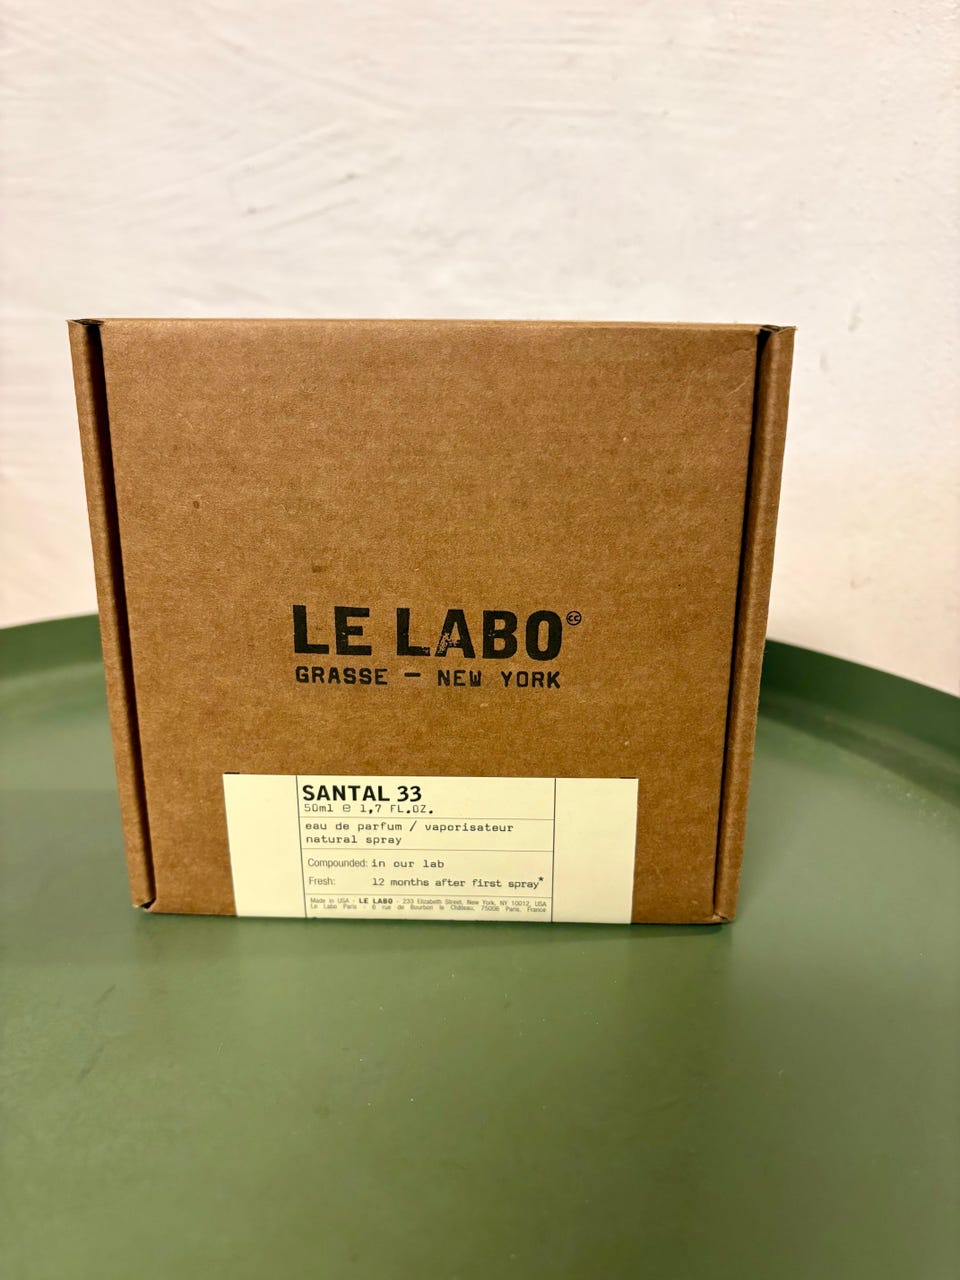 LE LABO
GRASSE — NEW YORK
SANTAL 33
50ml ℮ 1,7 FL.OZ.
eau de parfum / vaporisateur
natural spray
Compounded: in our lab
Fresh: 12 months after first spray*
Made in USA - LE LABO - 233 Elizabeth Street, New York, NY 10012, USA
Le Labo Paris - 6 rue de Bourbon le Château, 75006 Paris, France